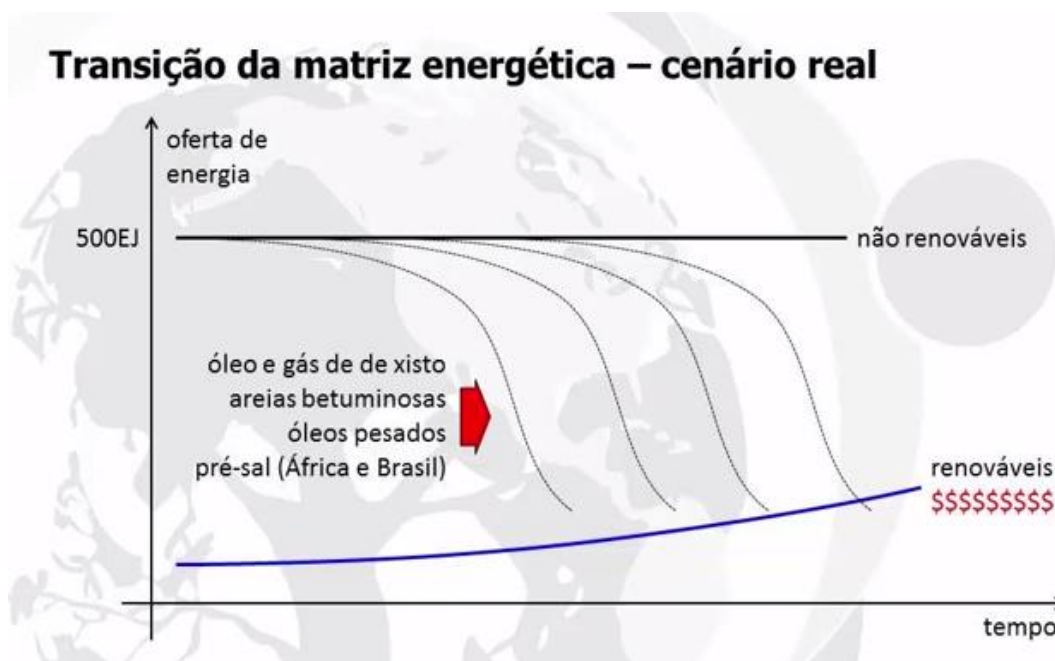 Transição da matriz energética – cenário real
oferta de
energia
500EJ
não renováveis
óleo e gás de de xisto
areias betuminosas
óleos pesados
pré-sal (África e Brasil)
renováveis
$$$$$$$$$
tempo